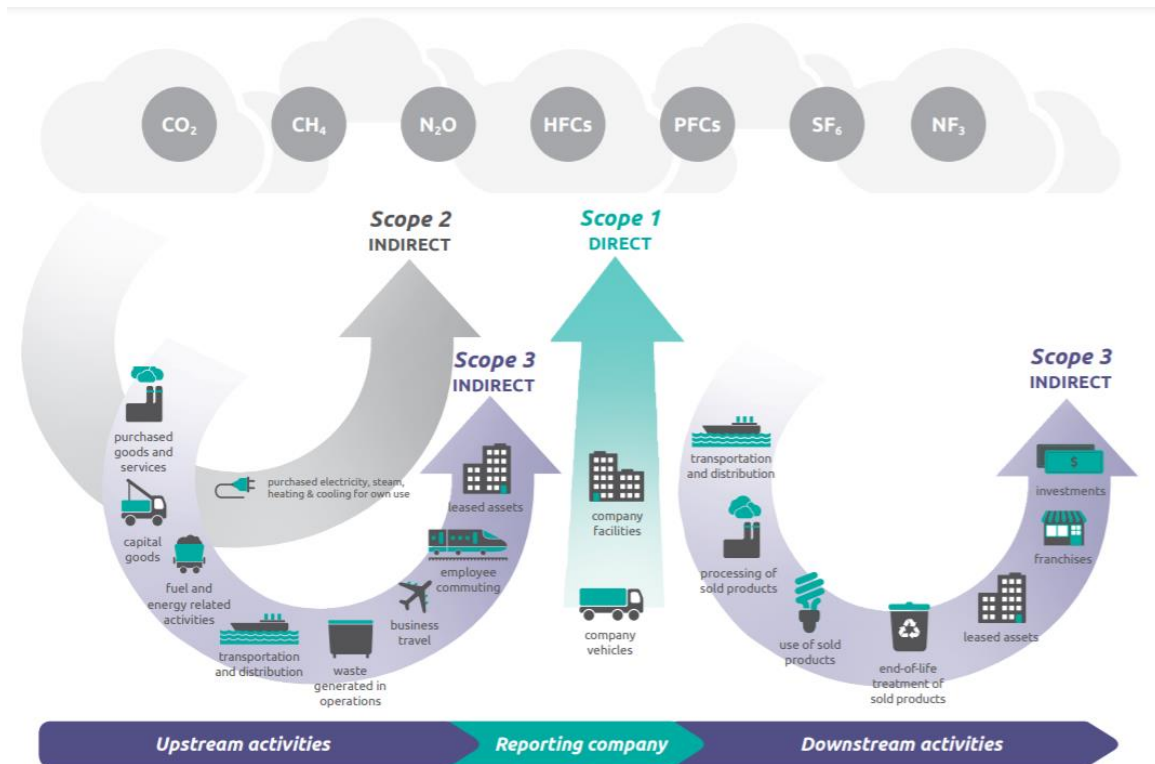 CO₂
CH₄
N₂O
HFCs
PFCs
SF₆
NF₃
Scope 2
INDIRECT
Scope 1
DIRECT
Scope 3
INDIRECT
Scope 3
INDIRECT
purchased
goods and
services
capital
goods
fuel and
energy related
activities
purchased electricity, steam,
heating & cooling for own use
transportation
and distribution
waste
generated in
operations
business
travel
employee
commuting
leased assets
company
facilities
company
vehicles
transportation
and distribution
processing of
sold products
use of sold
products
end-of-life
treatment of
sold products
leased assets
franchises
$
investments
Upstream activities
Reporting company
Downstream activities